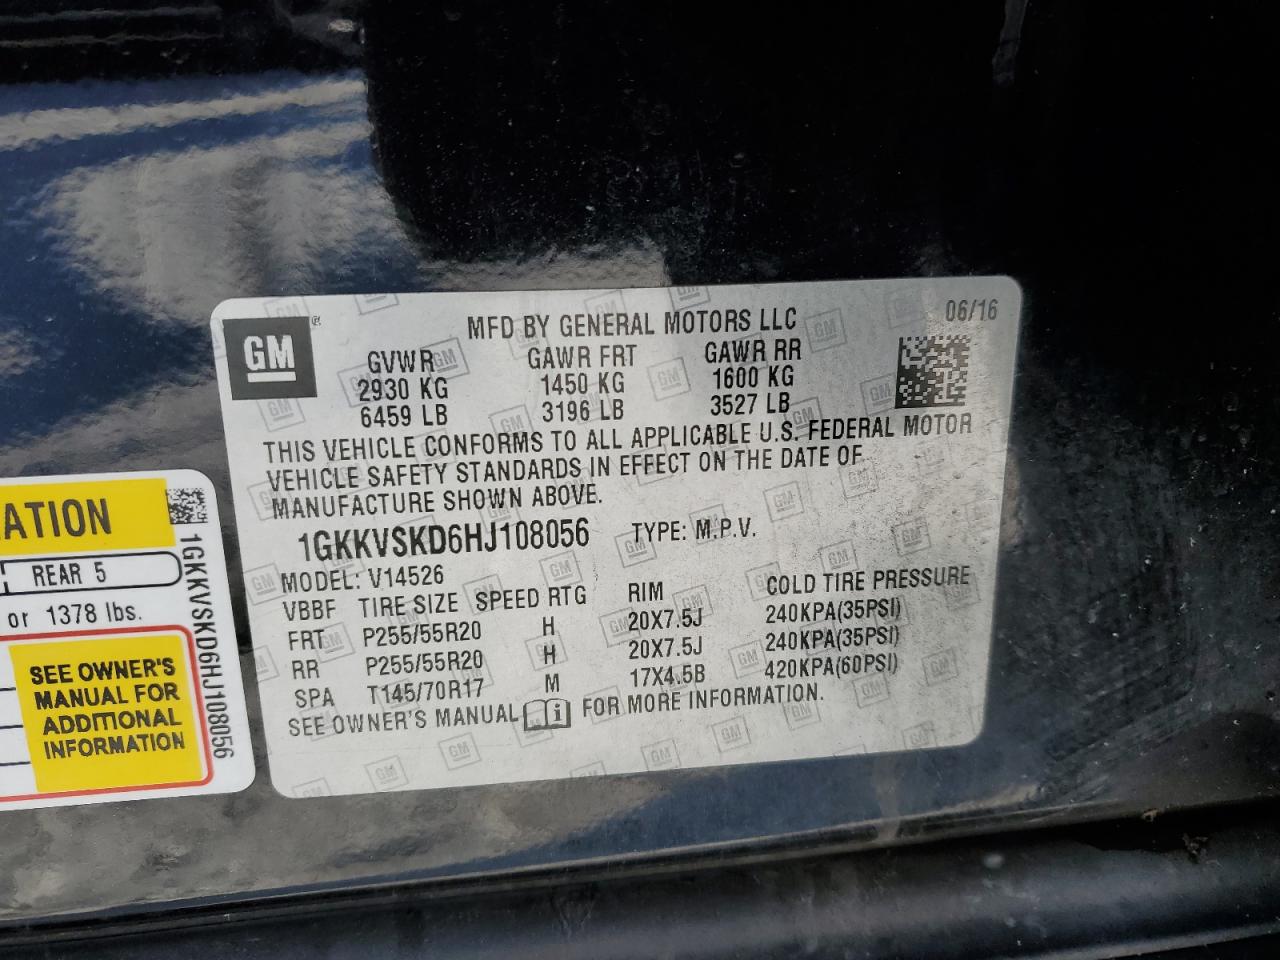 GM
MFD BY GENERAL MOTORS LLC
06/16
GVWR GAWR FRT GAWR RR
2930 KG 1450 KG 1600 KG
6459 LB 3196 LB 3527 LB
THIS VEHICLE CONFORMS TO ALL APPLICABLE U.S. FEDERAL MOTOR
VEHICLE SAFETY STANDARDS IN EFFECT ON THE DATE OF
MANUFACTURE SHOWN ABOVE.
1GKKVSKD6HJ108056 TYPE: M.P.V.
MODEL: V14526
VBBF TIRE SIZE SPEED RTG RIM COLD TIRE PRESSURE
FRT P255/55R20 H 20X7.5J 240KPA(35PSI)
RR P255/55R20 H 20X7.5J 240KPA(35PSI)
SPA T145/70R17 M 17X4.5B 420KPA(60PSI)
SEE OWNER'S MANUAL i FOR MORE INFORMATION.
ATION
REAR 5
or 1378 lbs.
SEE OWNER'S
MANUAL FOR
ADDITIONAL
INFORMATION
1GKKVSKD6HJ108056